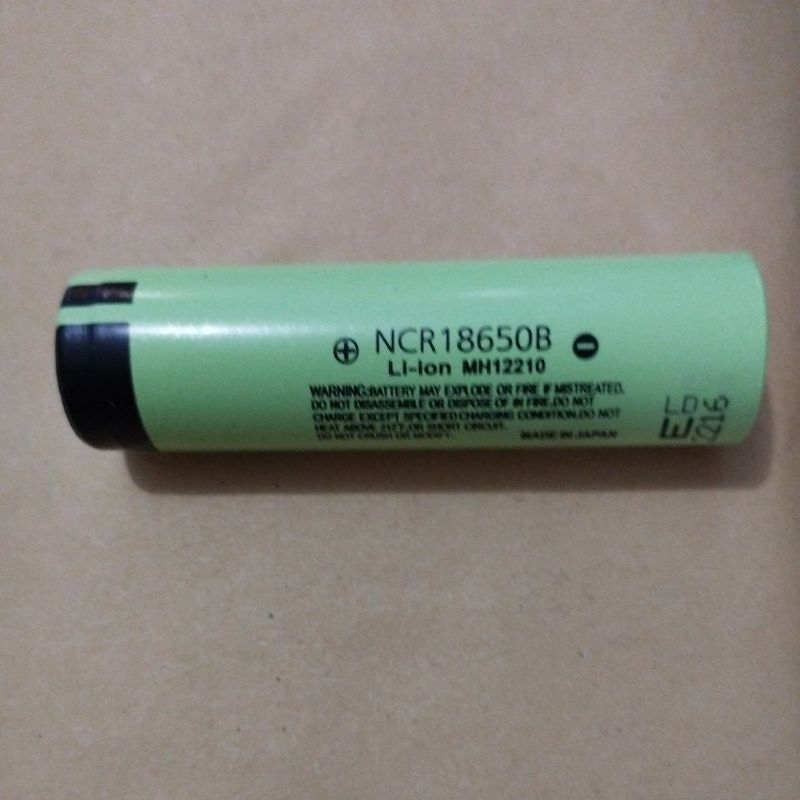 ⊕ NCR18650B ⊖
Li-ion MH12210
WARNING:BATTERY MAY EXPLODE OR FIRE IF MISTREATED.
DO NOT DISASSEMBLE OR DISPOSE OF IN FIRE.DO NOT
CHARGE EXCEPT SPECIFIED CHARGING CONDITION.DO NOT
HEAT ABOVE 212°F,OR SHORT CIRCUIT.
DO NOT CRUSH OR MODIFY. MADE IN JAPAN
E